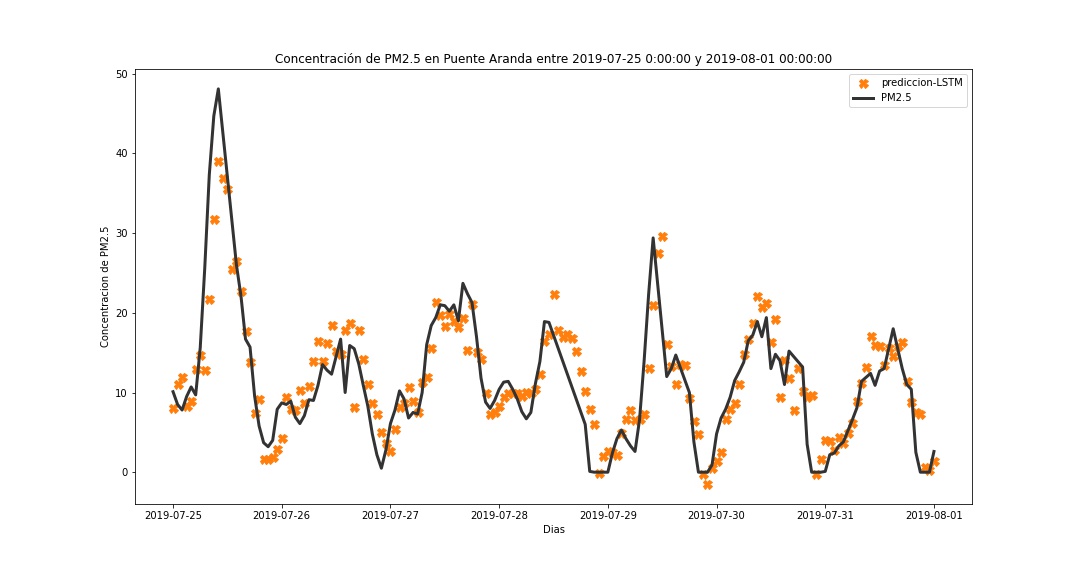 Concentración de PM2.5 en Puente Aranda entre 2019-07-25 0:00:00 y 2019-08-01 00:00:00
prediccion-LSTM
PM2.5
50
40
30
20
10
0
Concentracion de PM2.5
2019-07-25 2019-07-26 2019-07-27 2019-07-28 2019-07-29 2019-07-30 2019-07-31 2019-08-01
Dias